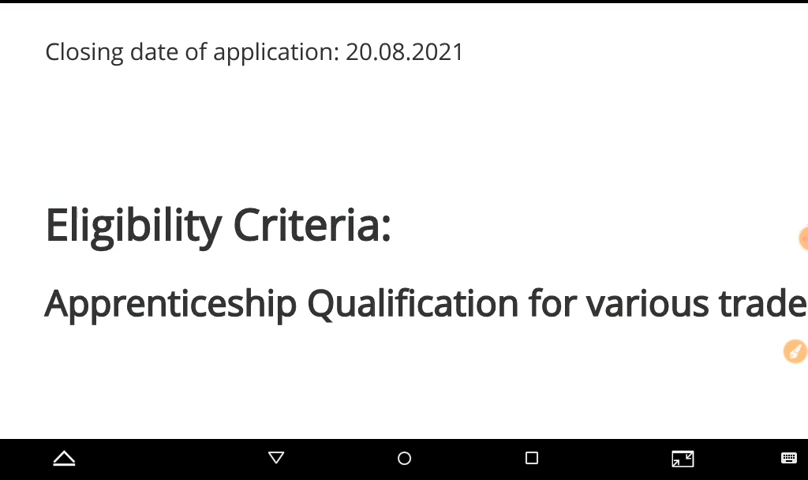 Closing date of application: 20.08.2021
Eligibility Criteria:
Apprenticeship Qualification for various trade